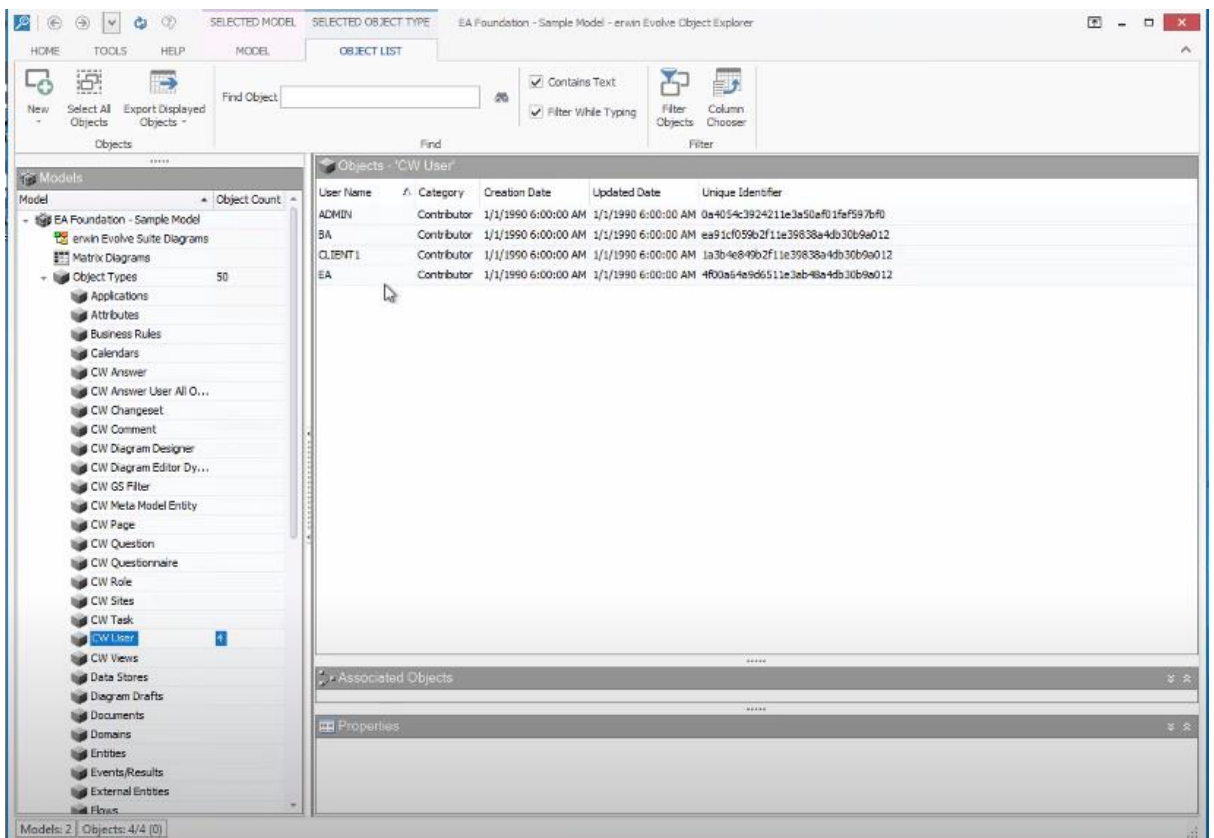 SELECTED MODEL SELECTED OBJECT TYPE EA Foundation - Sample Model - erwin Evolve Object Explorer
HOME TOOLS HELP MODEL OBJECT LIST
New
Select All Objects
Export Displayed Objects
Objects
Find Object
Contains Text
Filter While Typing
Find
Filter Objects
Column Chooser
Filter
Models
Model Object Count
EA Foundation - Sample Model
erwin Evolve Suite Diagrams
Matrix Diagrams
Object Types 50
Applications
Attributes
Business Rules
Calendars
CW Answer
CW Answer User All O...
CW Changeset
CW Comment
CW Diagram Designer
CW Diagram Editor Dy...
CW GS Filter
CW Meta Model Entity
CW Page
CW Question
CW Questionnaire
CW Role
CW Sites
CW Task
CW User 4
CW Views
Data Stores
Diagram Drafts
Documents
Domains
Entities
Events/Results
External Entities
Flows
Objects - 'CW User'
User Name Category Creation Date Updated Date Unique Identifier
ADMIN Contributor 1/1/1990 6:00:00 AM 1/1/1990 6:00:00 AM 0a4054c3924211e3a50af01faf597bf0
BA Contributor 1/1/1990 6:00:00 AM 1/1/1990 6:00:00 AM ea91cf059b2f11e39838a4db30b9a012
CLIENT1 Contributor 1/1/1990 6:00:00 AM 1/1/1990 6:00:00 AM 1a3b4e849b2f11e39838a4db30b9a012
EA Contributor 1/1/1990 6:00:00 AM 1/1/1990 6:00:00 AM 4f00a64a9d6511e3ab48a4db30b9a012
Associated Objects
Properties
Models: 2 Objects: 4/4 (0)